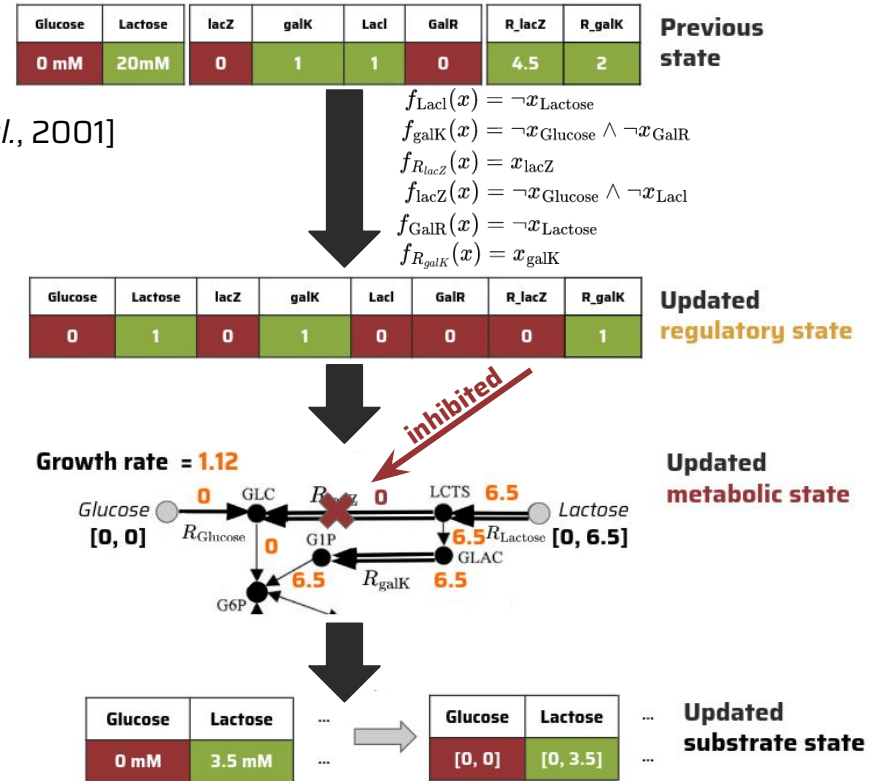 Glucose Lactose lacZ galK LacI GalR R_lacZ R_galK
0 mM 20mM 0 1 1 0 4.5 2
Previous
state
l., 2001]
f_LacI(x) = ¬x_Lactose
f_galK(x) = ¬x_Glucose ∧ ¬x_GalR
f_R_lacZ(x) = x_lacZ
f_lacZ(x) = ¬x_Glucose ∧ ¬x_LacI
f_GalR(x) = ¬x_Lactose
f_R_galK(x) = x_galK
Glucose Lactose lacZ galK LacI GalR R_lacZ R_galK
0 1 0 1 0 0 0 1
Updated
regulatory state
inhibited
Growth rate = 1.12
Updated
metabolic state
0 GLC 0 LCTS 6.5
Glucose Lactose
[0, 0] R_Glucose 0 G1P 6.5 R_Lactose [0, 6.5]
GLAC
6.5 R_galK 6.5
G6P
Glucose Lactose ...
0 mM 3.5 mM ...
Glucose Lactose ...
[0, 0] [0, 3.5] ...
Updated
substrate state